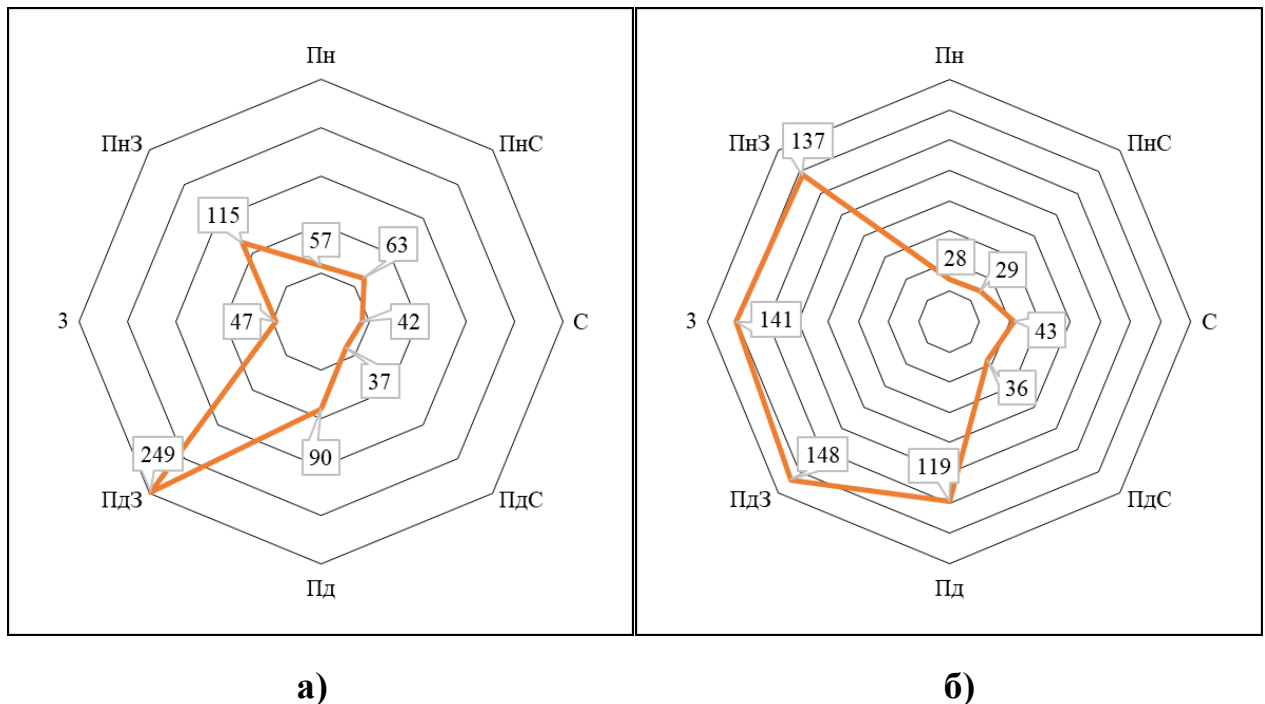 Пн
ПнЗ
ПнС
115
57
63
З
47
42
С
37
249
90
ПдЗ
ПдС
Пд
а)
Пн
ПнЗ
137
ПнС
28
29
З
141
43
С
36
148
119
ПдЗ
ПдС
Пд
б)